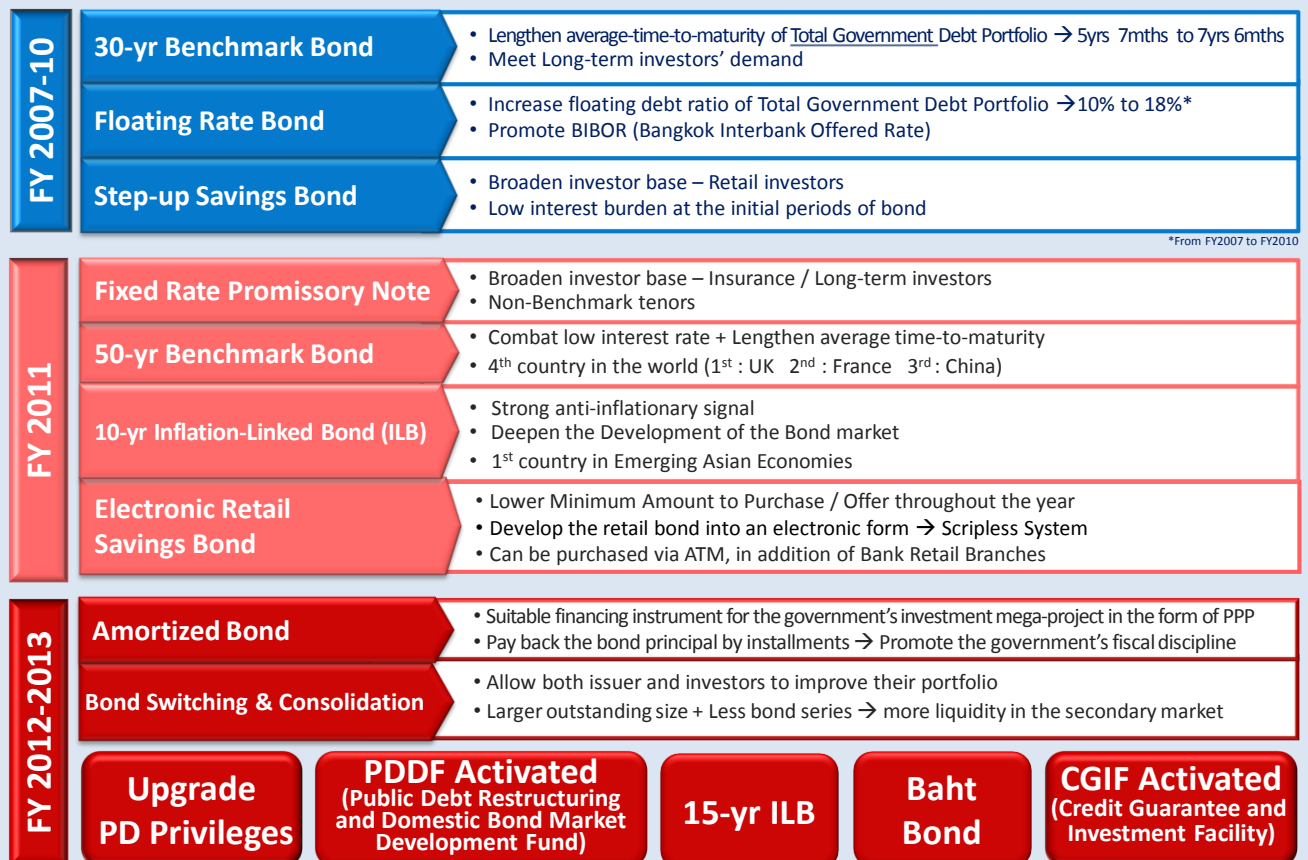 FY 2007-10
30-yr Benchmark Bond
• Lengthen average-time-to-maturity of Total Government Debt Portfolio → 5yrs 7mths to 7yrs 6mths
• Meet Long-term investors’ demand
Floating Rate Bond
• Increase floating debt ratio of Total Government Debt Portfolio →10% to 18%*
• Promote BIBOR (Bangkok Interbank Offered Rate)
Step-up Savings Bond
• Broaden investor base – Retail investors
• Low interest burden at the initial periods of bond
*From FY2007 to FY2010
FY 2011
Fixed Rate Promissory Note
• Broaden investor base – Insurance / Long-term investors
• Non-Benchmark tenors
50-yr Benchmark Bond
• Combat low interest rate + Lengthen average time-to-maturity
• 4th country in the world (1st : UK 2nd : France 3rd : China)
10-yr Inflation-Linked Bond (ILB)
• Strong anti-inflationary signal
• Deepen the Development of the Bond market
• 1st country in Emerging Asian Economies
Electronic Retail
Savings Bond
• Lower Minimum Amount to Purchase / Offer throughout the year
• Develop the retail bond into an electronic form → Scripless System
• Can be purchased via ATM, in addition of Bank Retail Branches
FY 2012-2013
Amortized Bond
• Suitable financing instrument for the government’s investment mega-project in the form of PPP
• Pay back the bond principal by installments → Promote the government’s fiscal discipline
Bond Switching & Consolidation
• Allow both issuer and investors to improve their portfolio
• Larger outstanding size + Less bond series → more liquidity in the secondary market
Upgrade
PD Privileges
PDDF Activated
(Public Debt Restructuring
and Domestic Bond Market
Development Fund)
15-yr ILB
Baht
Bond
CGIF Activated
(Credit Guarantee and
Investment Facility)